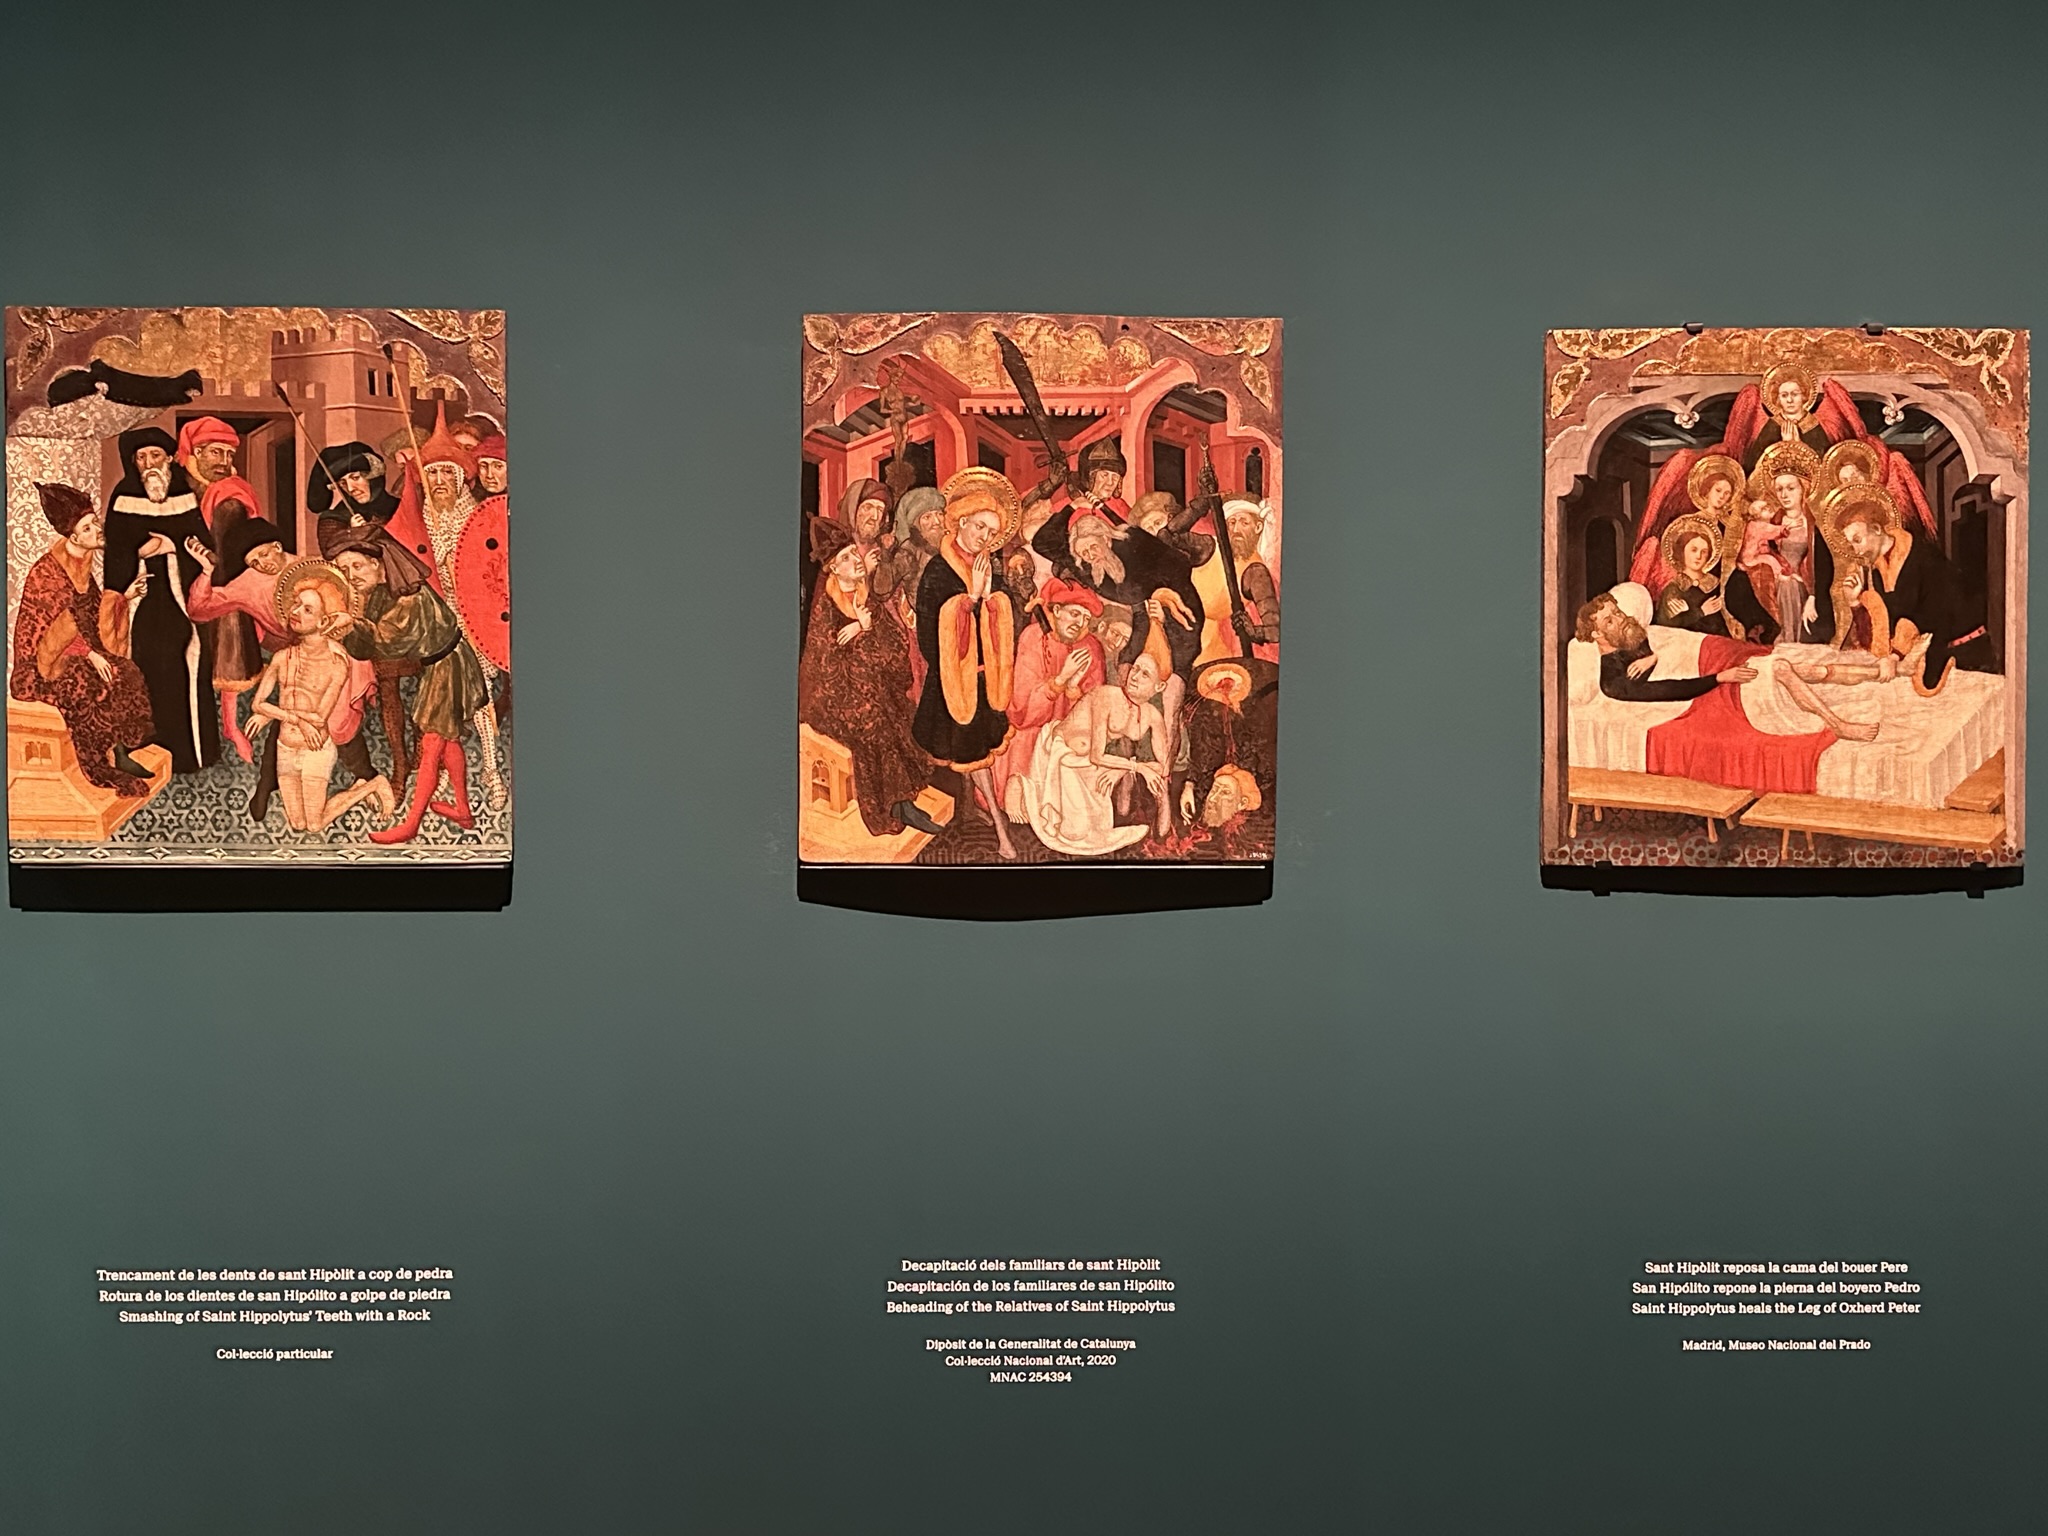 Trencament de les dents de sant Hipòlit a cop de pedra
Rotura de los dientes de san Hipólito a golpe de piedra
Smashing of Saint Hippolytus' Teeth with a Rock
Col·lecció particular
Decapitació dels familiars de sant Hipòlit
Decapitación de los familiares de san Hipólito
Beheading of the Relatives of Saint Hippolytus
Dipòsit de la Generalitat de Catalunya
Col·lecció Nacional d'Art, 2020
MNAC 254394
Sant Hipòlit reposa la cama del bouer Pere
San Hipólito repone la pierna del boyero Pedro
Saint Hippolytus heals the Leg of Oxherd Peter
Madrid, Museo Nacional del Prado